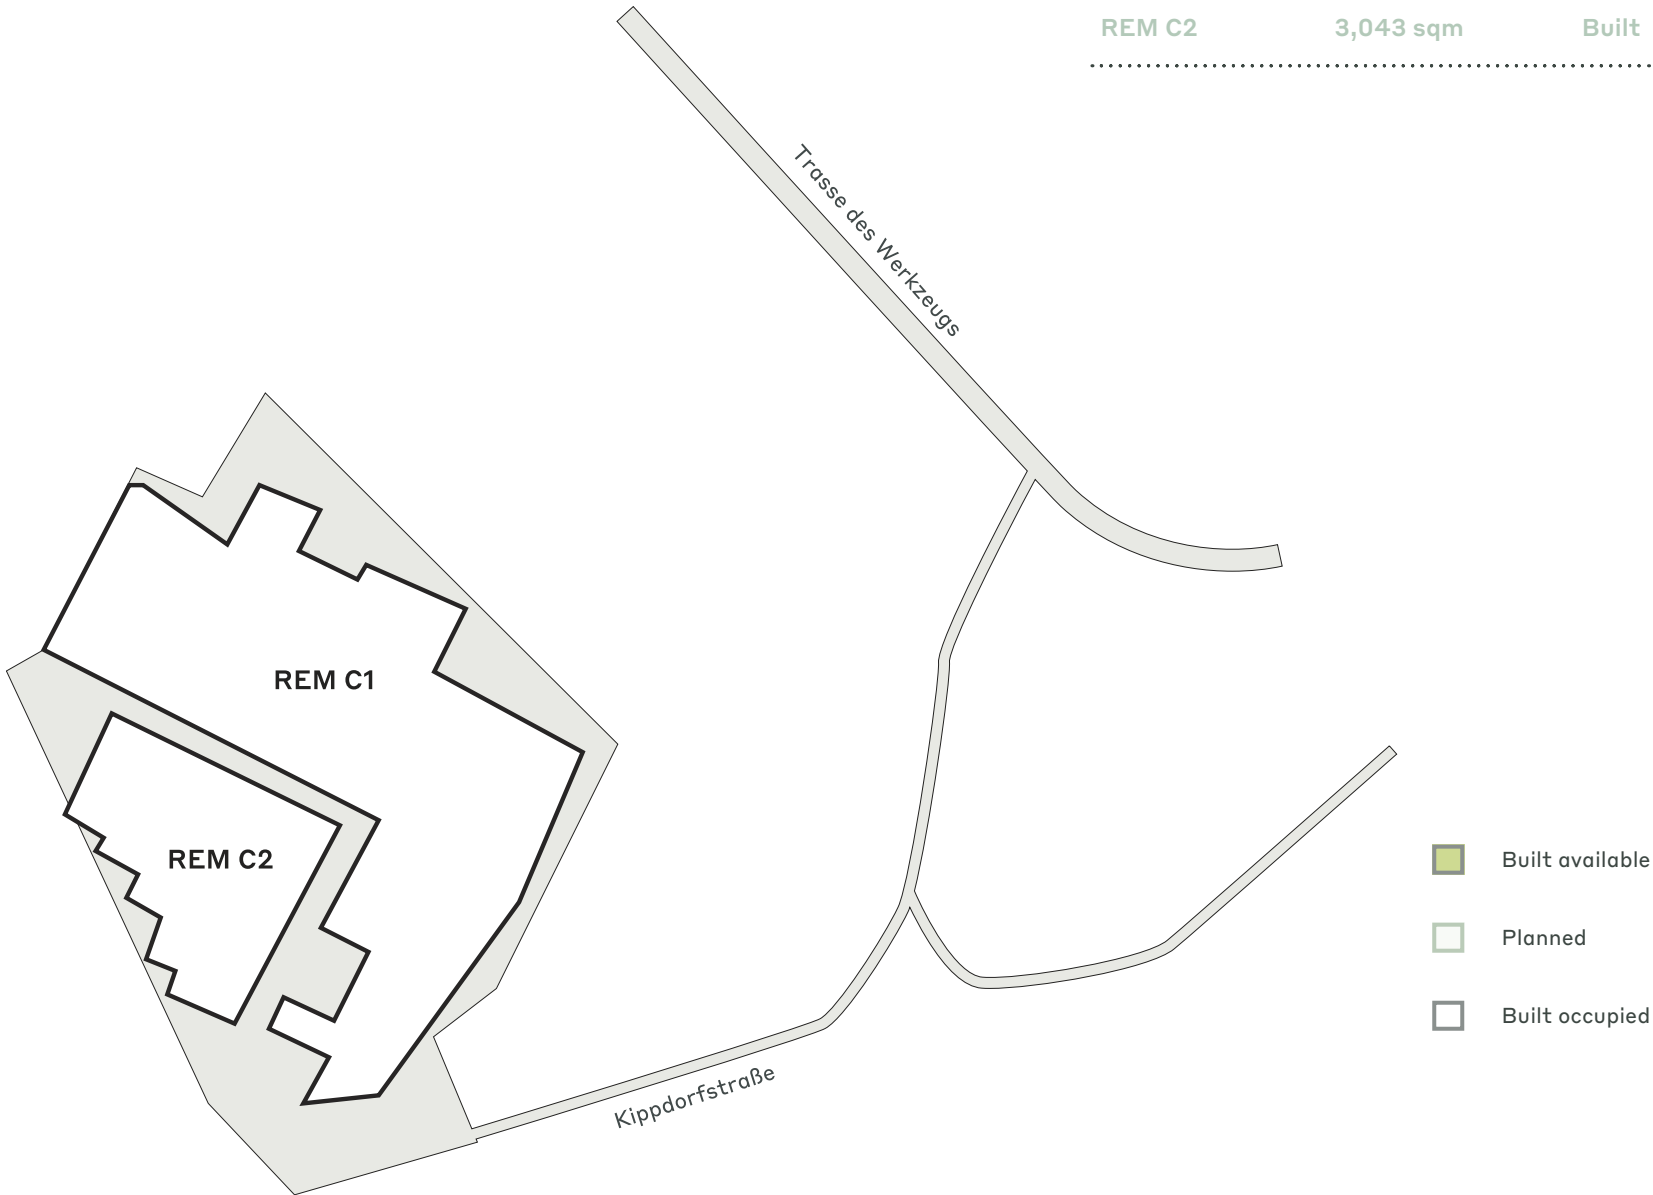 REM C2 3,043 sqm Built
Trasse des Werkzeugs
REM C1
REM C2
Built available
Planned
Built occupied
Kippdorfstraße